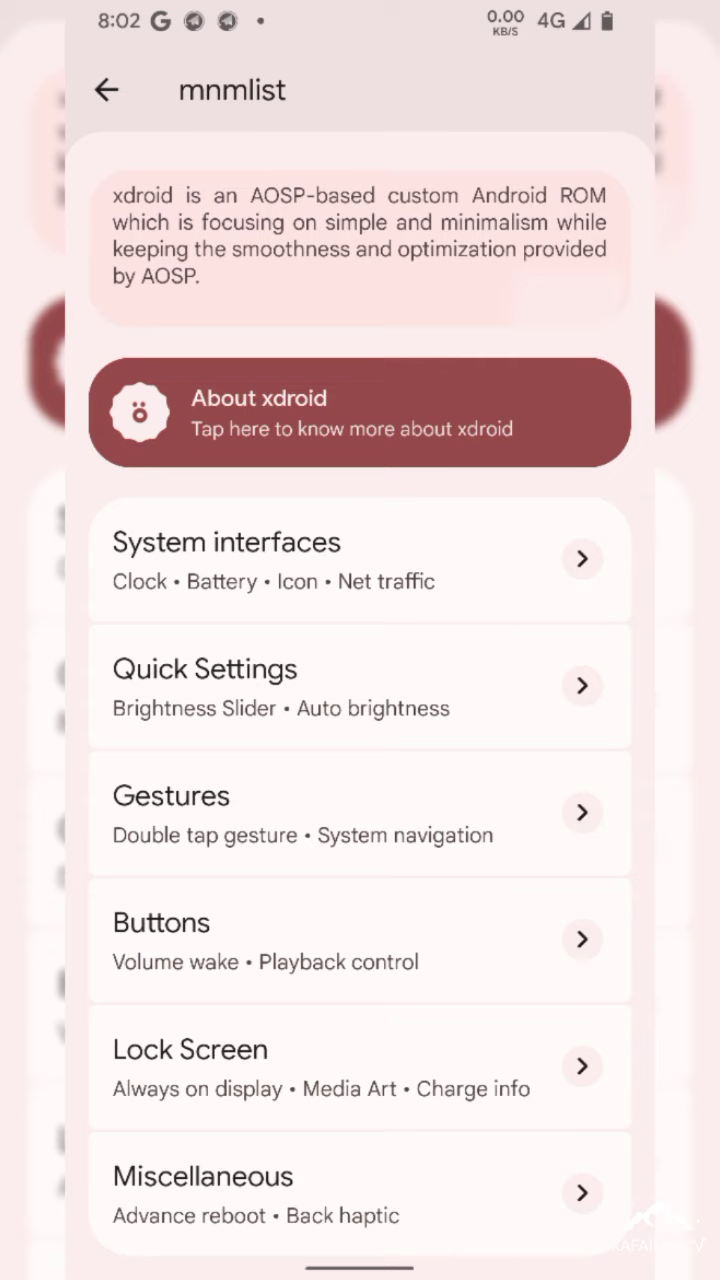 8:02
0.00
KB/S
4G
mnmlist
xdroid is an AOSP-based custom Android ROM
which is focusing on simple and minimalism while
keeping the smoothness and optimization provided
by AOSP.
About xdroid
Tap here to know more about xdroid
System interfaces
Clock • Battery • Icon • Net traffic
Quick Settings
Brightness Slider • Auto brightness
Gestures
Double tap gesture • System navigation
Buttons
Volume wake • Playback control
Lock Screen
Always on display • Media Art • Charge info
Miscellaneous
Advance reboot • Back haptic